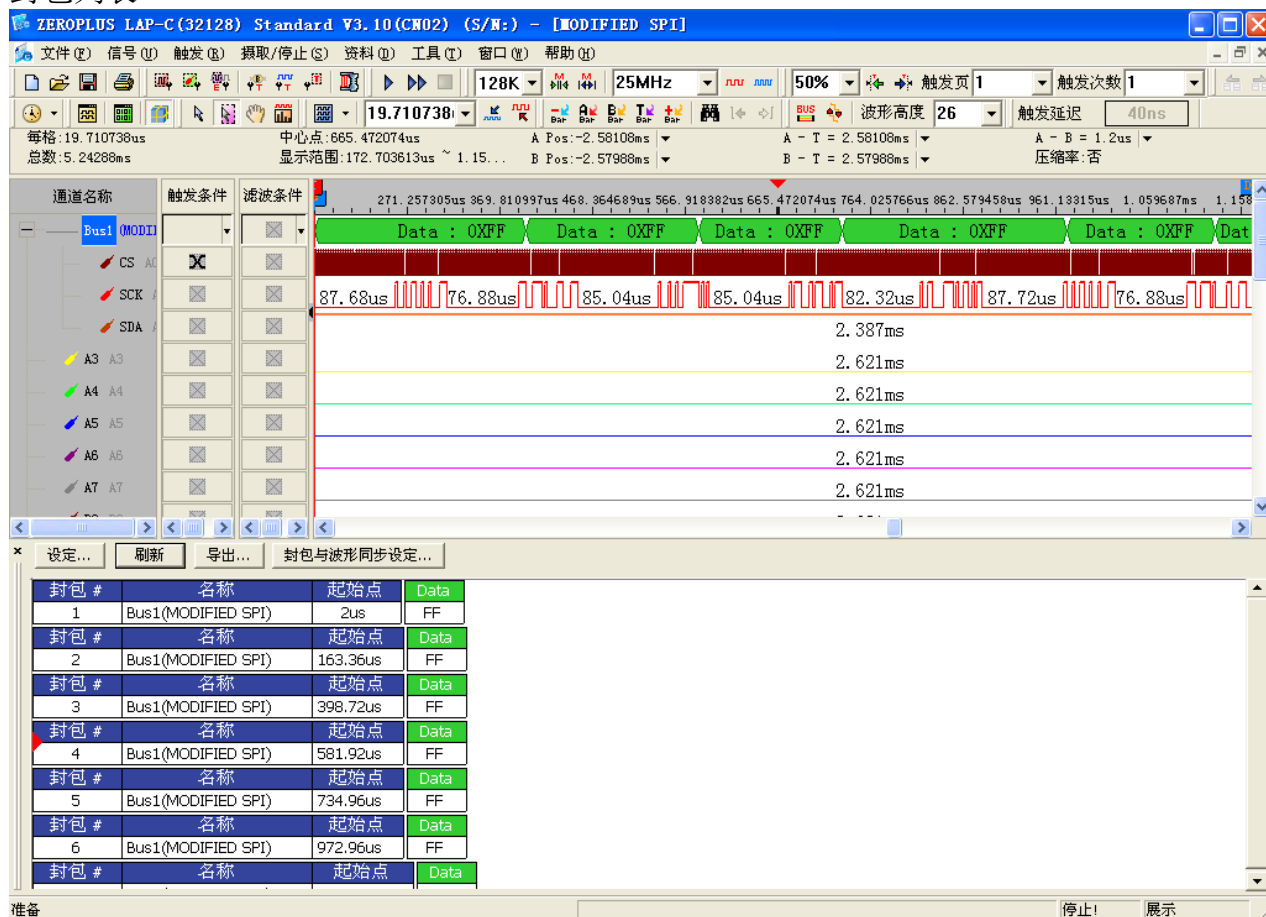 ZEROPLUS LAP-C(32128) Standard V3.10(CN02) (S/N:) - [MODIFIED SPI]
文件(F) 信号(U) 触发(R) 摄取/停止(S) 资料(D) 工具(T) 窗口(W) 帮助(H)
128K 25MHz 50% 触发页 1 触发次数 1
19.710738 波形高度 26 触发延迟 40ns
每格:19.710738us 中心点:665.472074us A Pos:-2.58108ms A - T = 2.58108ms A - B = 1.2us
总数:5.24288ms 显示范围:172.703613us ~ 1.15... B Pos:-2.57988ms B - T = 2.57988ms 压缩率:否
通道名称 触发条件 滤波条件 271.257305us 369.810997us 468.364689us 566.918382us 665.472074us 764.025766us 862.579458us 961.13315us 1.059687ms 1.158
Bus1 (MODII Data : 0XFF Data : 0XFF Data : 0XFF Data : 0XFF Data : 0XFF Dat
CS A0
SCK 87.68us 76.88us 85.04us 85.04us 82.32us 87.72us 76.88us
SDA 2.387ms
A3 A3 2.621ms
A4 A4 2.621ms
A5 A5 2.621ms
A6 A6 2.621ms
A7 A7 2.621ms
设定... 刷新 导出... 封包与波形同步设定...
封包 # 名称 起始点 Data
1 Bus1(MODIFIED SPI) 2us FF
封包 # 名称 起始点 Data
2 Bus1(MODIFIED SPI) 163.36us FF
封包 # 名称 起始点 Data
3 Bus1(MODIFIED SPI) 398.72us FF
封包 # 名称 起始点 Data
4 Bus1(MODIFIED SPI) 581.92us FF
封包 # 名称 起始点 Data
5 Bus1(MODIFIED SPI) 734.96us FF
封包 # 名称 起始点 Data
6 Bus1(MODIFIED SPI) 972.96us FF
封包 # 名称 起始点 Data
准备 停止! 展示